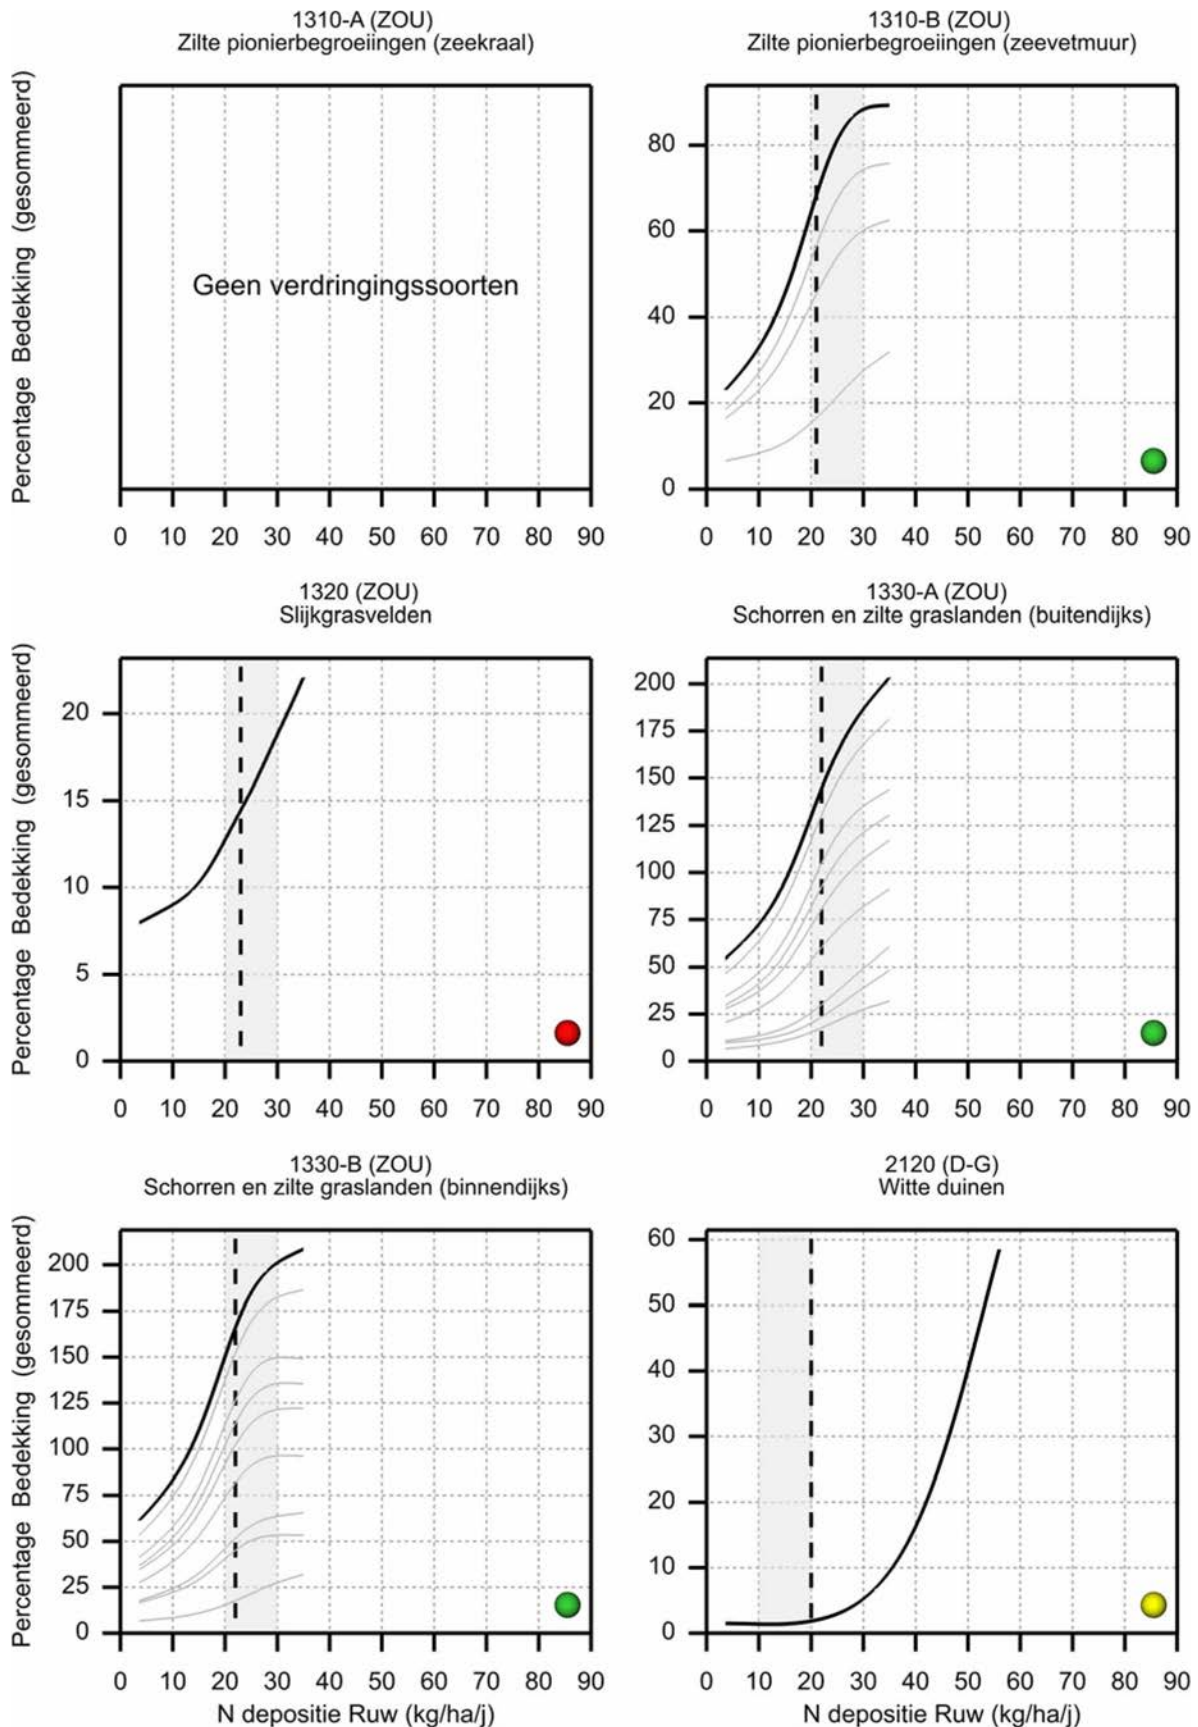 1310-A (ZOU)
Zilte pionierbegroeiingen (zeekraal)
Percentage Bedekking (gesommeerd)
Geen verdringingssoorten
0 10 20 30 40 50 60 70 80 90
1310-B (ZOU)
Zilte pionierbegroeiingen (zeevetmuur)
80
60
40
20
0
0 10 20 30 40 50 60 70 80 90
1320 (ZOU)
Slijkgrasvelden
Percentage Bedekking (gesommeerd)
20
15
10
5
0
0 10 20 30 40 50 60 70 80 90
1330-A (ZOU)
Schorren en zilte graslanden (buitendijks)
200
175
150
125
100
75
50
25
0
0 10 20 30 40 50 60 70 80 90
1330-B (ZOU)
Schorren en zilte graslanden (binnendijks)
Percentage Bedekking (gesommeerd)
200
175
150
125
100
75
50
25
0
0 10 20 30 40 50 60 70 80 90
N depositie Ruw (kg/ha/j)
2120 (D-G)
Witte duinen
60
50
40
30
20
10
0
0 10 20 30 40 50 60 70 80 90
N depositie Ruw (kg/ha/j)